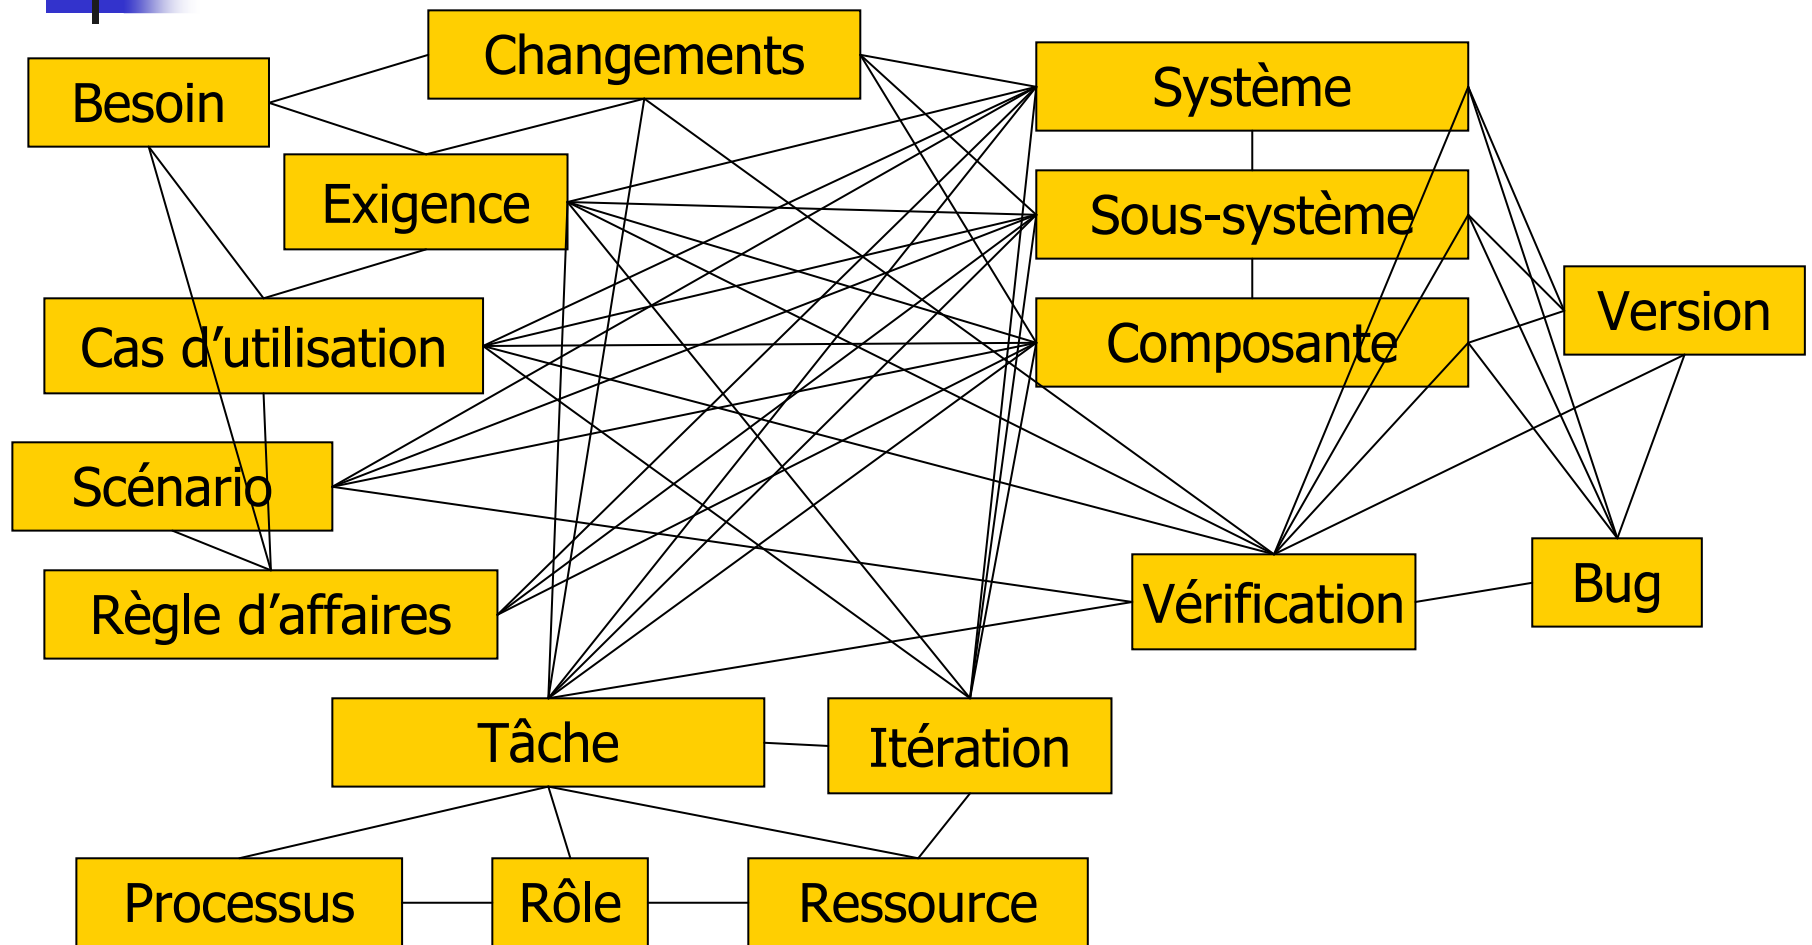 Changements
Besoin
Système
Exigence
Sous-système
Version
Cas d’utilisation
Composante
Scénario
Règle d’affaires
Vérification
Bug
Tâche
Itération
Processus
Rôle
Ressource